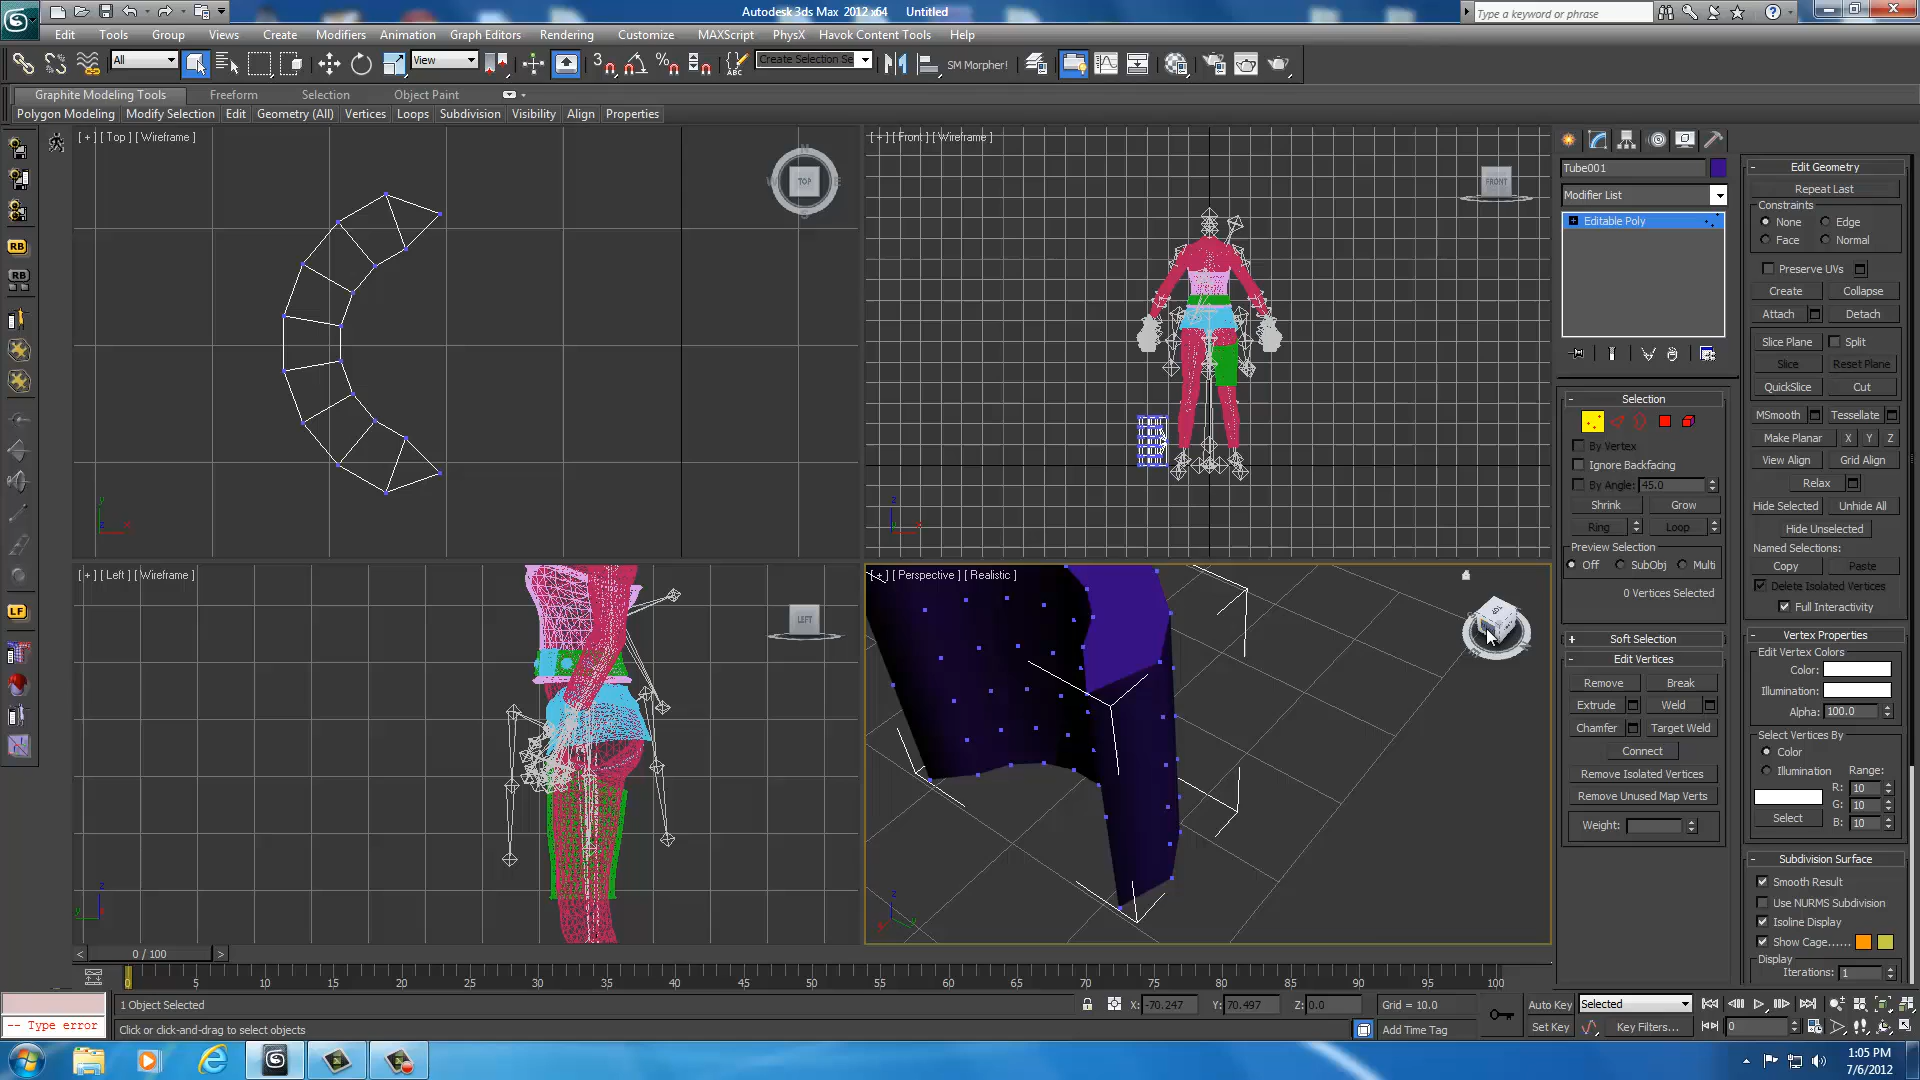 Autodesk 3ds Max 2012 x64 Untitled
Type a keyword or phrase
Edit Tools Group Views Create Modifiers Animation Graph Editors Rendering Customize MAXScript PhysX Havok Content Tools Help
All View Create Selection Se SM Morpher!
Graphite Modeling Tools Freeform Selection Object Paint
Polygon Modeling Modify Selection Edit Geometry (All) Vertices Loops Subdivision Visibility Align Properties
[ + ] [ Top ] [ Wireframe ]
TOP
[ + ] [ Front ] [ Wireframe ]
FRONT
[ + ] [ Left ] [ Wireframe ]
LEFT
[ + ] [ Perspective ] [ Realistic ]
RB
RB
LF
Tube001
Modifier List
Editable Poly
Selection
By Vertex
Ignore Backfacing
By Angle: 45.0
Shrink Grow
Ring Loop
Preview Selection
Off SubObj Multi
0 Vertices Selected
Soft Selection
Edit Vertices
Remove Break
Extrude Weld
Chamfer Target Weld
Connect
Remove Isolated Vertices
Remove Unused Map Verts
Weight:
Edit Geometry
Repeat Last
Constraints
None Edge
Face Normal
Preserve UVs
Create Collapse
Attach Detach
Slice Plane Split
Slice Reset Plane
QuickSlice Cut
MSmooth Tessellate
Make Planar X Y Z
View Align Grid Align
Relax
Hide Selected Unhide All
Hide Unselected
Named Selections:
Copy Paste
Delete Isolated Vertices
Full Interactivity
Vertex Properties
Edit Vertex Colors
Color:
Illumination:
Alpha: 100.0
Select Vertices By
Color
Illumination Range:
R: 10
G: 10
B: 10
Select
Subdivision Surface
Smooth Result
Use NURMS Subdivision
Isoline Display
Show Cage......
Display
Iterations: 1
< 0 / 100 >
0 5 10 15 20 25 30 35 40 45 50 55 60 65 70 75 80 85 90 95 100
1 Object Selected X: -70.247 Y: 70.497 Z: 0.0 Grid = 10.0 Auto Key Selected
-- Type error Click or click-and-drag to select objects Add Time Tag Set Key Key Filters... 0
1:05 PM
7/6/2012